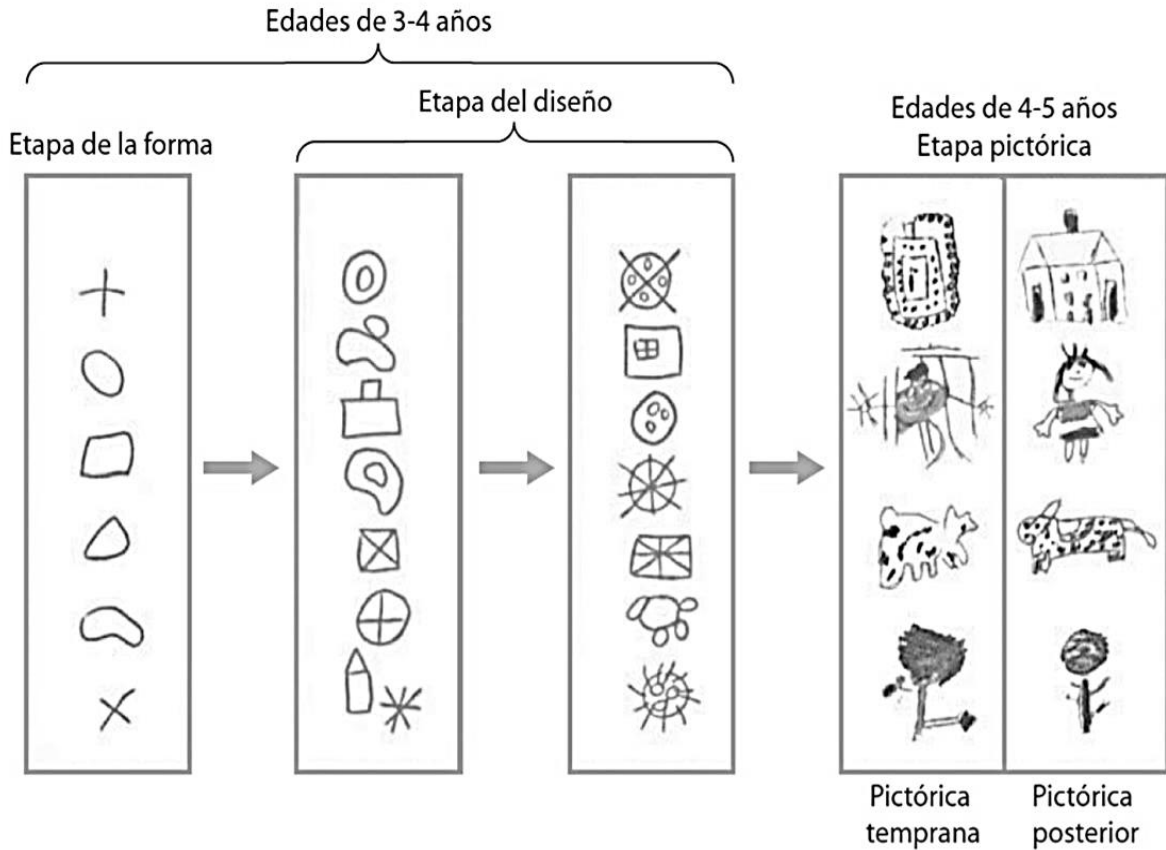 Edades de 3-4 años
Etapa del diseño
Etapa de la forma
Edades de 4-5 años
Etapa pictórica
Pictórica
temprana
Pictórica
posterior